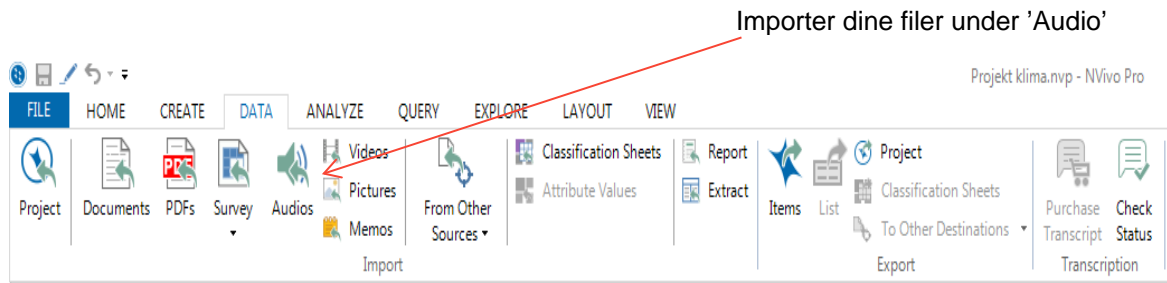 Importer dine filer under ’Audio’
Projekt klima.nvp - NVivo Pro
FILE HOME CREATE DATA ANALYZE QUERY EXPLORE LAYOUT VIEW
Project
Documents
PDF
PDFs
Survey
Audios
Videos
Pictures
Memos
From Other
Sources
Import
Classification Sheets
Attribute Values
Report
Extract
Items
List
Project
Classification Sheets
To Other Destinations
Export
Purchase
Transcript
Check
Status
Transcription